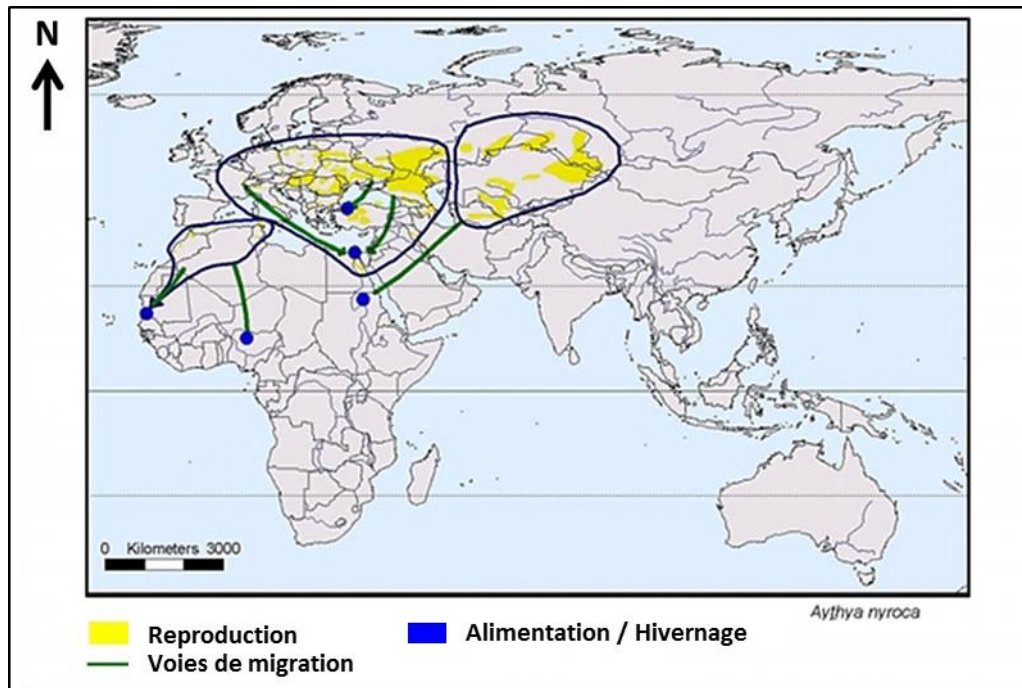 N
0 Kilometers 3000
Aythya nyroca
Reproduction
Alimentation / Hivernage
Voies de migration